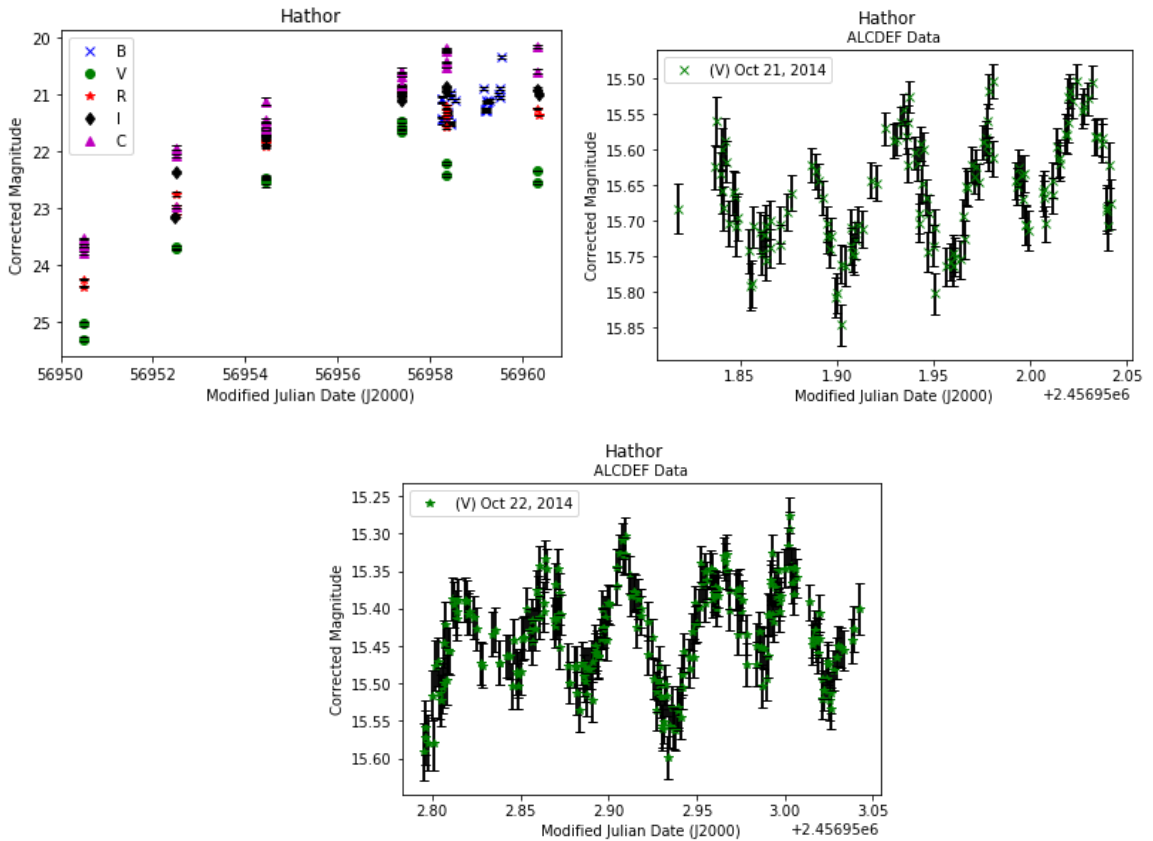 Hathor
B
V
R
I
C
20
21
22
23
24
25
Corrected Magnitude
56950 56952 56954 56956 56958 56960
Modified Julian Date (J2000)
Hathor
ALCDEF Data
(V) Oct 21, 2014
15.50
15.55
15.60
15.65
15.70
15.75
15.80
15.85
Corrected Magnitude
1.85 1.90 1.95 2.00 2.05
Modified Julian Date (J2000) +2.45695e6
Hathor
ALCDEF Data
(V) Oct 22, 2014
15.25
15.30
15.35
15.40
15.45
15.50
15.55
15.60
Corrected Magnitude
2.80 2.85 2.90 2.95 3.00 3.05
Modified Julian Date (J2000) +2.45695e6